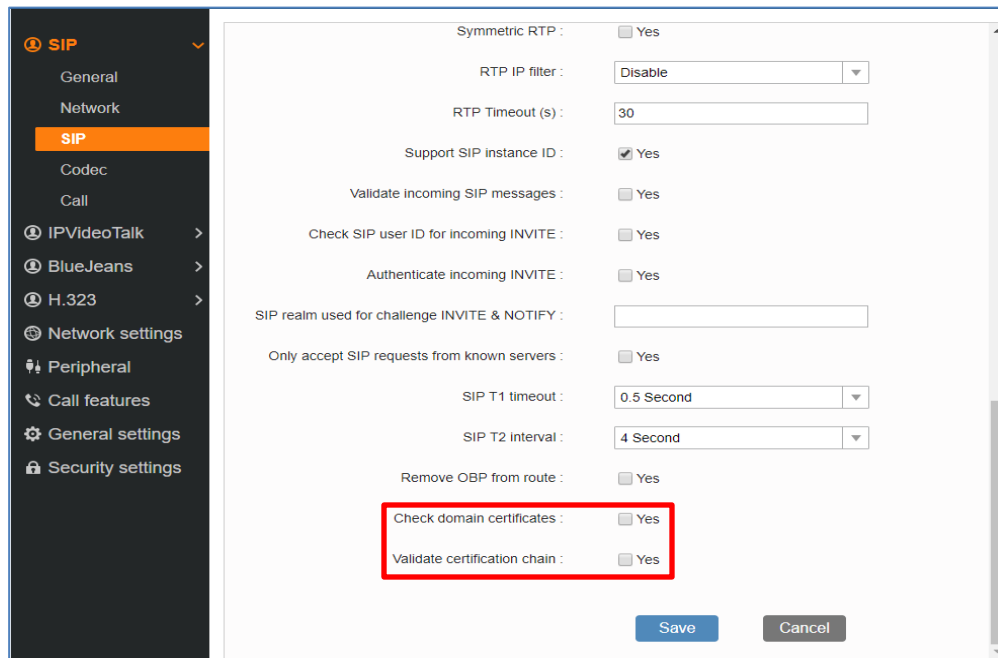 SIP
General
Network
SIP
Codec
Call
IPVideoTalk
BlueJeans
H.323
Network settings
Peripheral
Call features
General settings
Security settings
Symmetric RTP : Yes
RTP IP filter : Disable
RTP Timeout (s) : 30
Support SIP instance ID : Yes
Validate incoming SIP messages : Yes
Check SIP user ID for incoming INVITE : Yes
Authenticate incoming INVITE : Yes
SIP realm used for challenge INVITE & NOTIFY :
Only accept SIP requests from known servers : Yes
SIP T1 timeout : 0.5 Second
SIP T2 interval : 4 Second
Remove OBP from route : Yes
Check domain certificates : Yes
Validate certification chain : Yes
Save Cancel